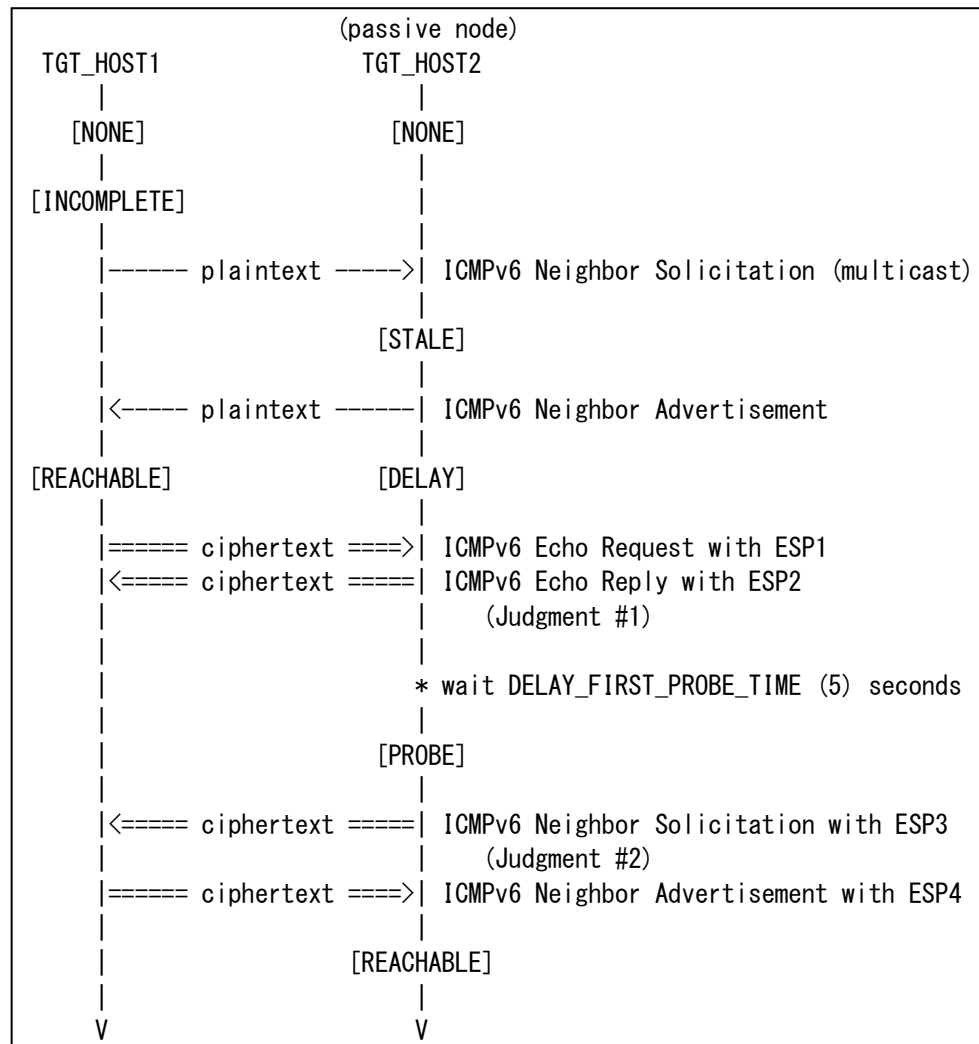 (passive node)
TGT_HOST1 TGT_HOST2
| |
[NONE] [NONE]
| |
[INCOMPLETE] |
| |
|------ plaintext ----->| ICMPv6 Neighbor Solicitation (multicast)
| |
| [STALE]
| |
|<----- plaintext ------| ICMPv6 Neighbor Advertisement
| |
[REACHABLE] [DELAY]
| |
|====== ciphertext ====>| ICMPv6 Echo Request with ESP1
|<===== ciphertext =====| ICMPv6 Echo Reply with ESP2
| | (Judgment #1)
| |
| * wait DELAY_FIRST_PROBE_TIME (5) seconds
| |
| [PROBE]
| |
|<===== ciphertext =====| ICMPv6 Neighbor Solicitation with ESP3
| | (Judgment #2)
|====== ciphertext ====>| ICMPv6 Neighbor Advertisement with ESP4
| |
| [REACHABLE]
| |
V V